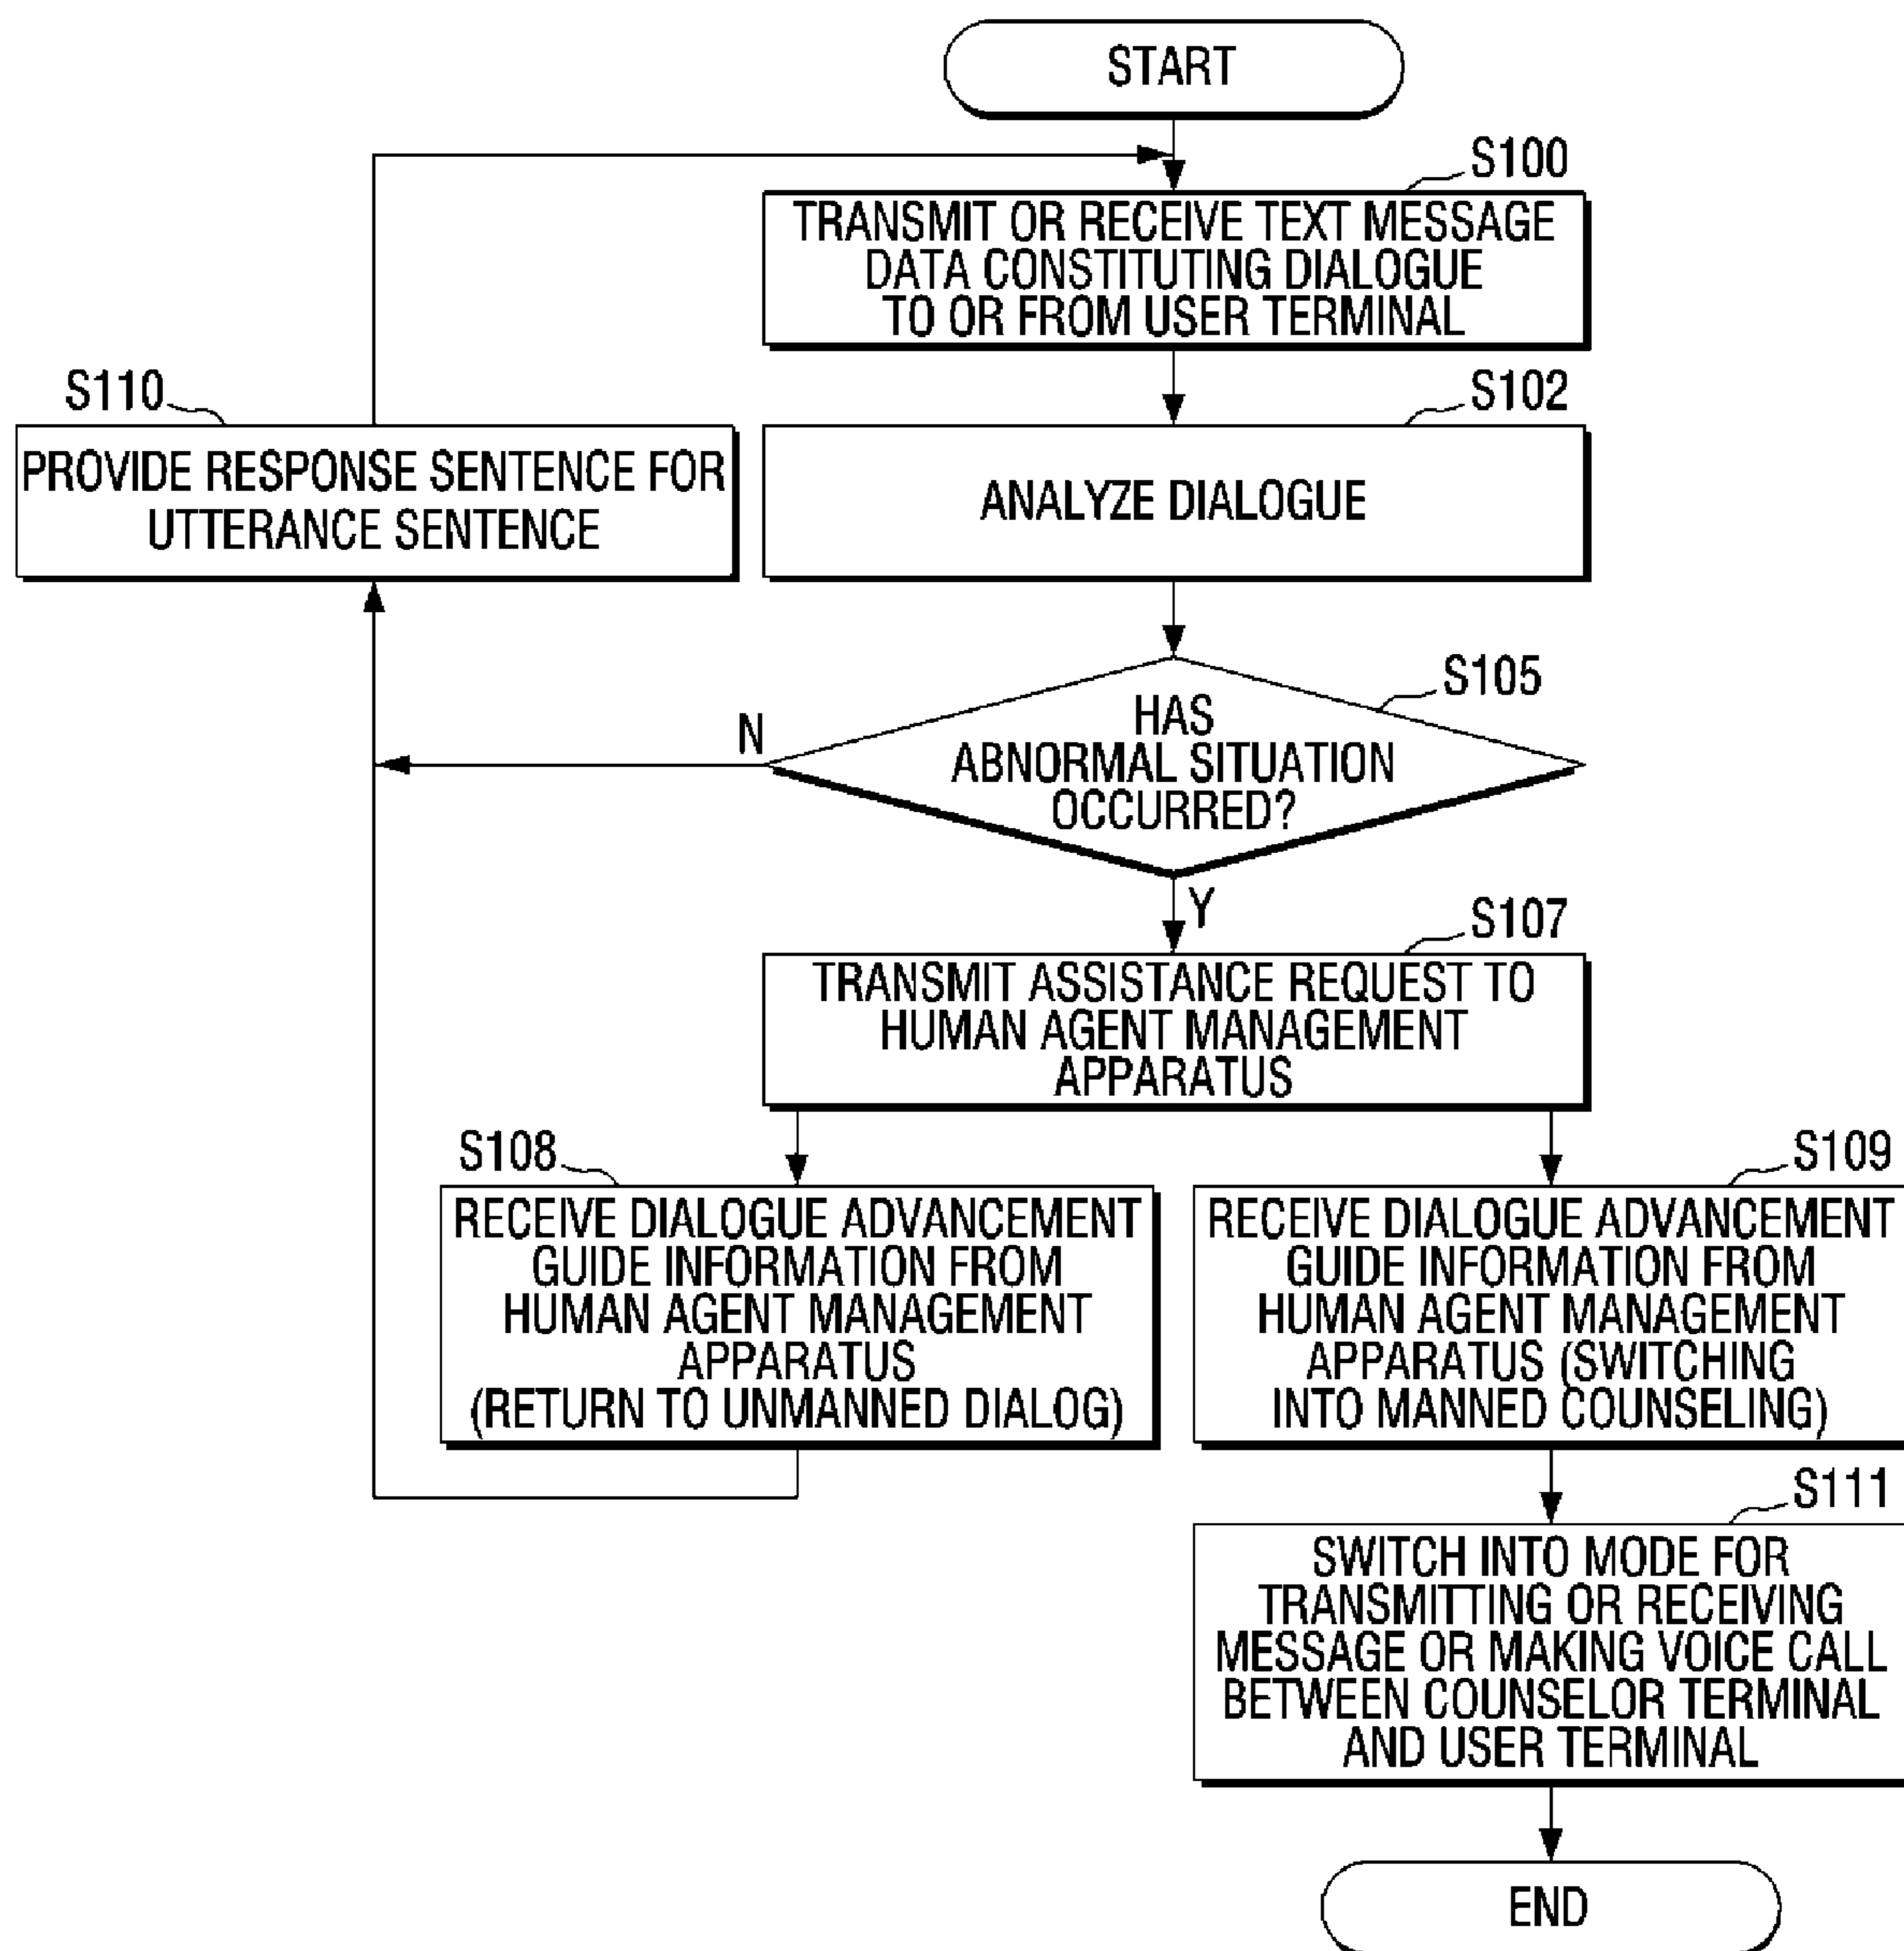 START
S100
TRANSMIT OR RECEIVE TEXT MESSAGE
DATA CONSTITUTING DIALOGUE
TO OR FROM USER TERMINAL
S110
PROVIDE RESPONSE SENTENCE FOR
UTTERANCE SENTENCE
S102
ANALYZE DIALOGUE
S105
HAS
ABNORMAL SITUATION
OCCURRED?
N
Y
S107
TRANSMIT ASSISTANCE REQUEST TO
HUMAN AGENT MANAGEMENT
APPARATUS
S108
RECEIVE DIALOGUE ADVANCEMENT
GUIDE INFORMATION FROM
HUMAN AGENT MANAGEMENT
APPARATUS
(RETURN TO UNMANNED DIALOG)
S109
RECEIVE DIALOGUE ADVANCEMENT
GUIDE INFORMATION FROM
HUMAN AGENT MANAGEMENT
APPARATUS (SWITCHING
INTO MANNED COUNSELING)
S111
SWITCH INTO MODE FOR
TRANSMITTING OR RECEIVING
MESSAGE OR MAKING VOICE CALL
BETWEEN COUNSELOR TERMINAL
AND USER TERMINAL
END